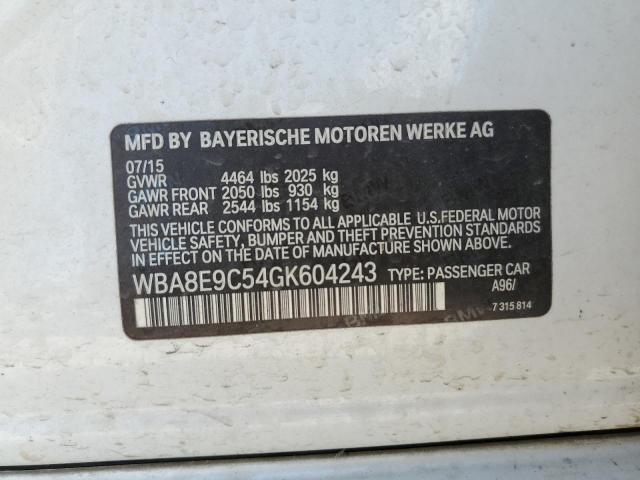 MFD BY BAYERISCHE MOTOREN WERKE AG
07/15
GVWR 4464 lbs 2025 kg
GAWR FRONT 2050 lbs 930 kg
GAWR REAR 2544 lbs 1154 kg
THIS VEHICLE CONFORMS TO ALL APPLICABLE U.S.FEDERAL MOTOR
VEHICLE SAFETY, BUMPER AND THEFT PREVENTION STANDARDS
IN EFFECT ON THE DATE OF MANUFACTURE SHOWN ABOVE.
WBA8E9C54GK604243 TYPE: PASSENGER CAR
A96/
7 315 814
BMW